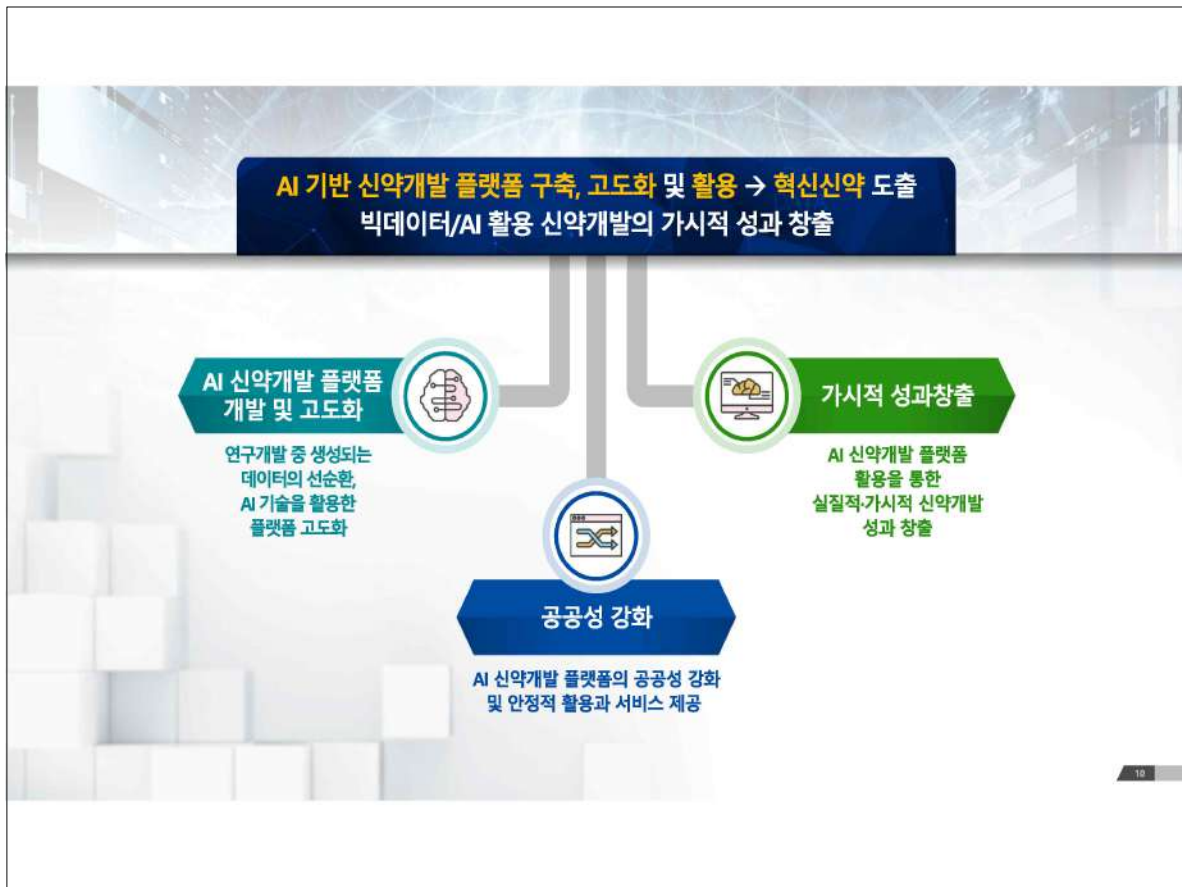 AI 기반 신약개발 플랫폼 구축, 고도화 및 활용 → 혁신신약 도출
빅데이터/AI 활용 신약개발의 가시적 성과 창출
AI 신약개발 플랫폼
개발 및 고도화
연구개발 중 생성되는
데이터의 선순환,
AI 기술을 활용한
플랫폼 고도화
공공성 강화
AI 신약개발 플랫폼의 공공성 강화
및 안정적 활용과 서비스 제공
가시적 성과창출
AI 신약개발 플랫폼
활용을 통한
실질적·가시적 신약개발
성과 창출
10